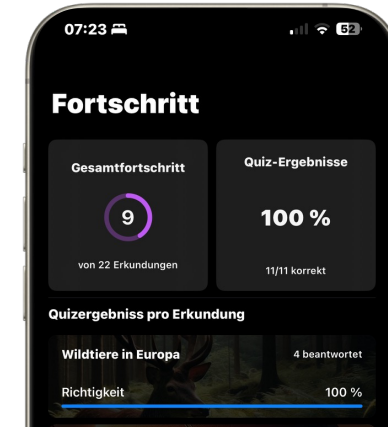 07:23
52
Fortschritt
Gesamtfortschritt
9
von 22 Erkundungen
Quiz-Ergebnisse
100 %
11/11 korrekt
Quizergebniss pro Erkundung
Wildtiere in Europa
4 beantwortet
Richtigkeit
100 %